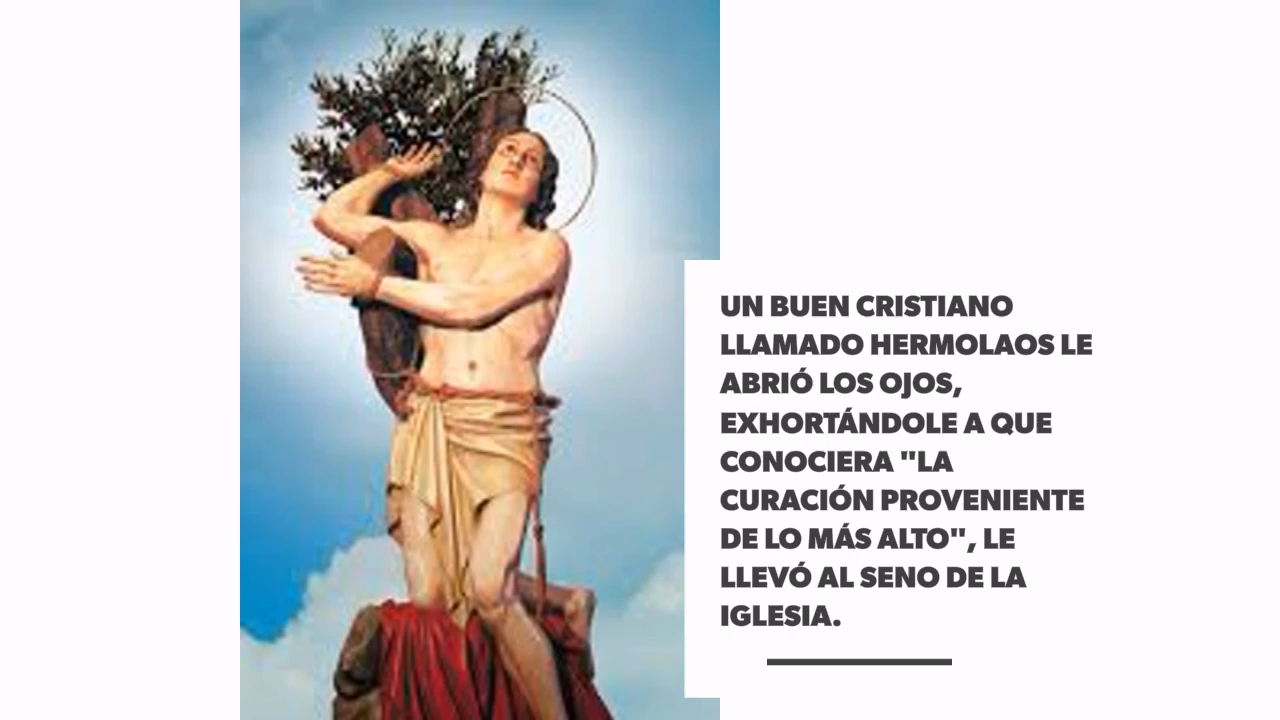 UN BUEN CRISTIANO
LLAMADO HERMOLAOS LE
ABRIÓ LOS OJOS,
EXHORTÁNDOLE A QUE
CONOCIERA "LA
CURACIÓN PROVENIENTE
DE LO MÁS ALTO", LE
LLEVÓ AL SENO DE LA
IGLESIA.